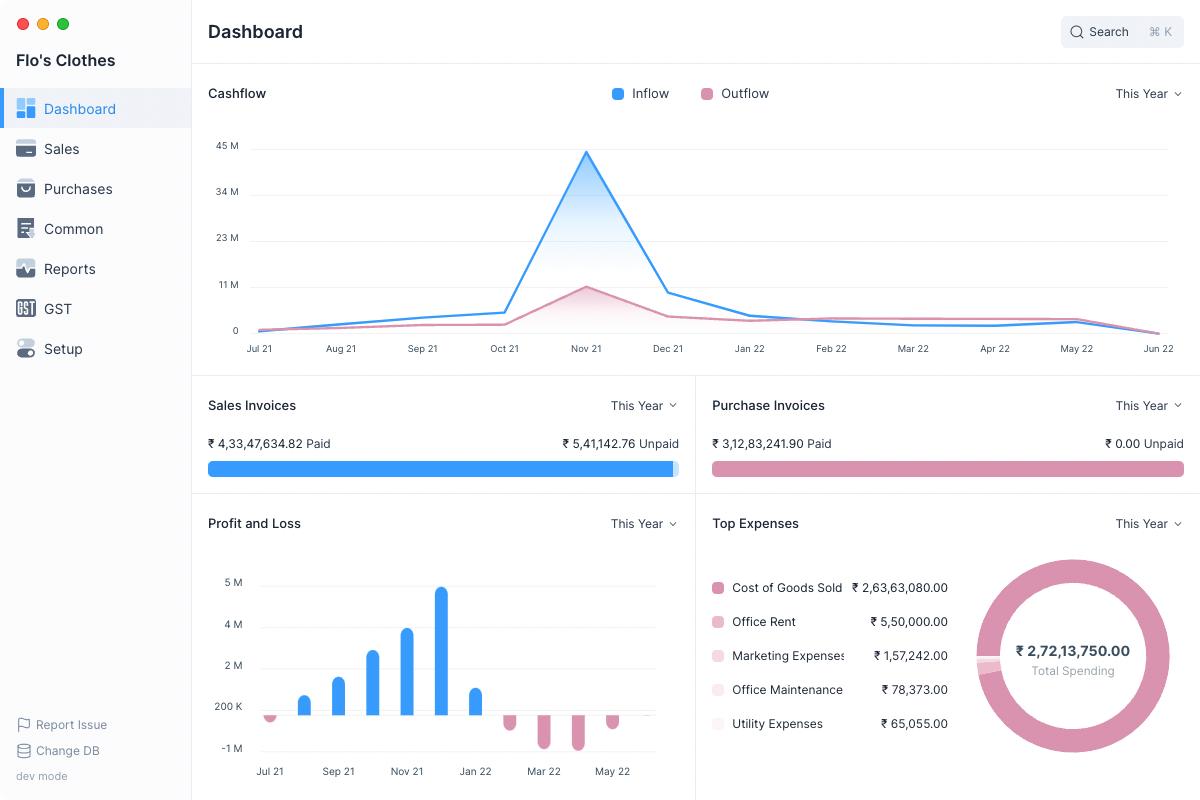 Flo's Clothes
Dashboard
Sales
Purchases
Common
Reports
GST GST
Setup
Report Issue
Change DB
dev mode
Dashboard
Search ⌘ K
Cashflow
Inflow Outflow
This Year
45 M
34 M
23 M
11 M
0
Jul 21 Aug 21 Sep 21 Oct 21 Nov 21 Dec 21 Jan 22 Feb 22 Mar 22 Apr 22 May 22 Jun 22
Sales Invoices This Year
₹ 4,33,47,634.82 Paid ₹ 5,41,142.76 Unpaid
Purchase Invoices This Year
₹ 3,12,83,241.90 Paid ₹ 0.00 Unpaid
Profit and Loss This Year
5 M
4 M
2 M
200 K
-1 M
Jul 21 Sep 21 Nov 21 Jan 22 Mar 22 May 22
Top Expenses This Year
Cost of Goods Sold ₹ 2,63,63,080.00
Office Rent ₹ 5,50,000.00
Marketing Expenses ₹ 1,57,242.00
Office Maintenance ₹ 78,373.00
Utility Expenses ₹ 65,055.00
₹ 2,72,13,750.00
Total Spending